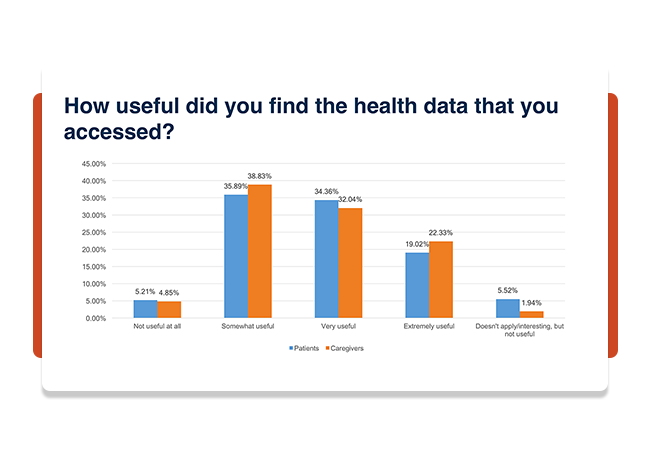 How useful did you find the health data that you
accessed?
45.00%
40.00%
35.00%
30.00%
25.00%
20.00%
15.00%
10.00%
5.00%
0.00%
5.21%
4.85%
35.89%
38.83%
34.36%
32.04%
19.02%
22.33%
5.52%
1.94%
Not useful at all
Somewhat useful
Very useful
Extremely useful
Doesn't apply/interesting, but
not useful
Patients
Caregivers